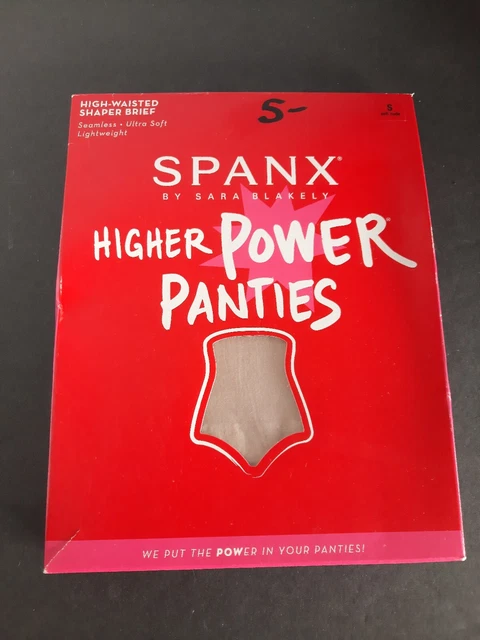 HIGH-WAISTED
SHAPER BRIEF
Seamless • Ultra Soft
Lightweight
S-
S
SPANX®
BY SARA BLAKELY
HIGHER POWER
PANTIES
WE PUT THE POWER IN YOUR PANTIES!